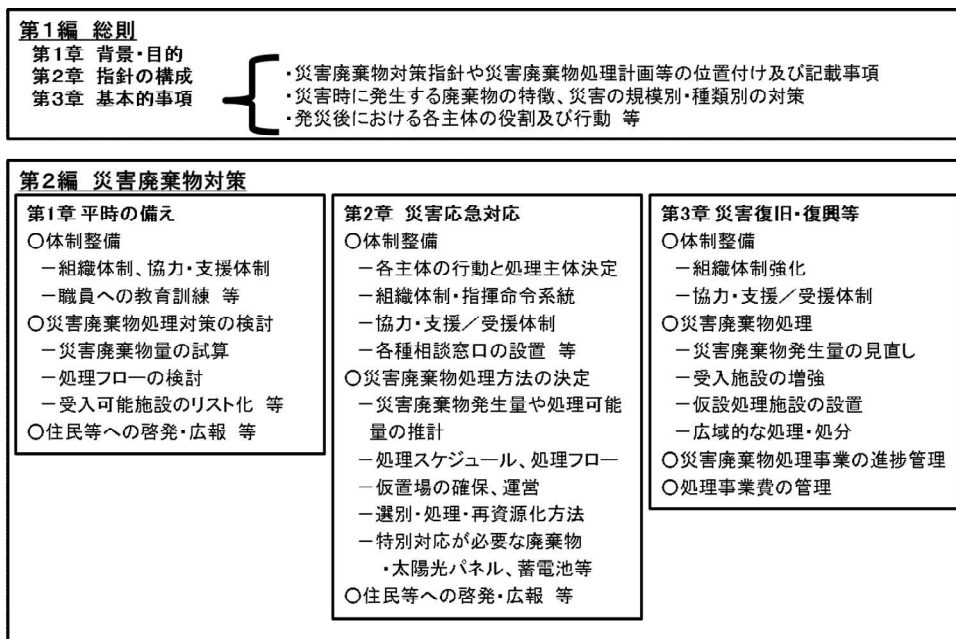 第1編 総則
第1章 背景・目的
第2章 指針の構成
第3章 基本的事項
・災害廃棄物対策指針や災害廃棄物処理計画等の位置付け及び記載事項
・災害時に発生する廃棄物の特徴、災害の規模別・種類別の対策
・発災後における各主体の役割及び行動 等
第2編 災害廃棄物対策
第1章 平時の備え
○体制整備
－組織体制、協力・支援体制
－職員への教育訓練 等
○災害廃棄物処理対策の検討
－災害廃棄物量の試算
－処理フローの検討
－受入可能施設のリスト化 等
○住民等への啓発・広報 等
第2章 災害応急対応
○体制整備
－各主体の行動と処理主体決定
－組織体制・指揮命令系統
－協力・支援／受援体制
－各種相談窓口の設置 等
○災害廃棄物処理方法の決定
－災害廃棄物発生量や処理可能
量の推計
－処理スケジュール、処理フロー
－仮置場の確保、運営
－選別・処理・再資源化方法
－特別対応が必要な廃棄物
・太陽光パネル、蓄電池等
○住民等への啓発・広報 等
第3章 災害復旧・復興等
○体制整備
－組織体制強化
－協力・支援／受援体制
○災害廃棄物処理
－災害廃棄物発生量の見直し
－受入施設の増強
－仮設処理施設の設置
－広域的な処理・処分
○災害廃棄物処理事業の進捗管理
○処理事業費の管理